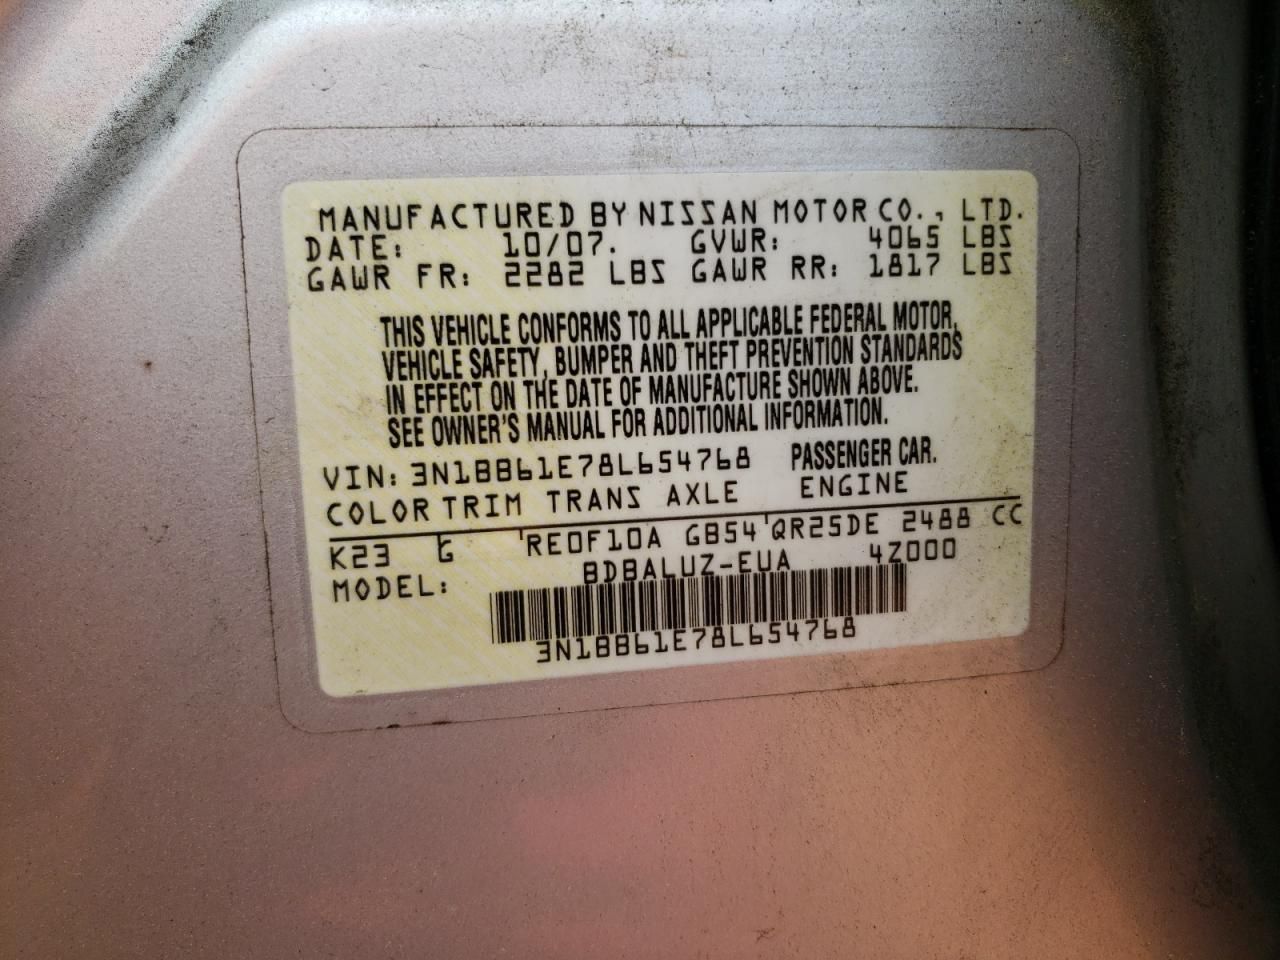 MANUFACTURED BY NISSAN MOTOR CO., LTD.
DATE: 10/07. GVWR: 4065 LBS
GAWR FR: 2282 LBS GAWR RR: 1817 LBS
THIS VEHICLE CONFORMS TO ALL APPLICABLE FEDERAL MOTOR,
VEHICLE SAFETY, BUMPER AND THEFT PREVENTION STANDARDS
IN EFFECT ON THE DATE OF MANUFACTURE SHOWN ABOVE.
SEE OWNER'S MANUAL FOR ADDITIONAL INFORMATION.
VIN: 3N1BB61E78L654768 PASSENGER CAR.
COLOR TRIM TRANS AXLE ENGINE
K23 G RE0F10A GB54 QR25DE 2488 CC
MODEL: BDBALUZ-EUA 4Z000
3N1BB61E78L654768